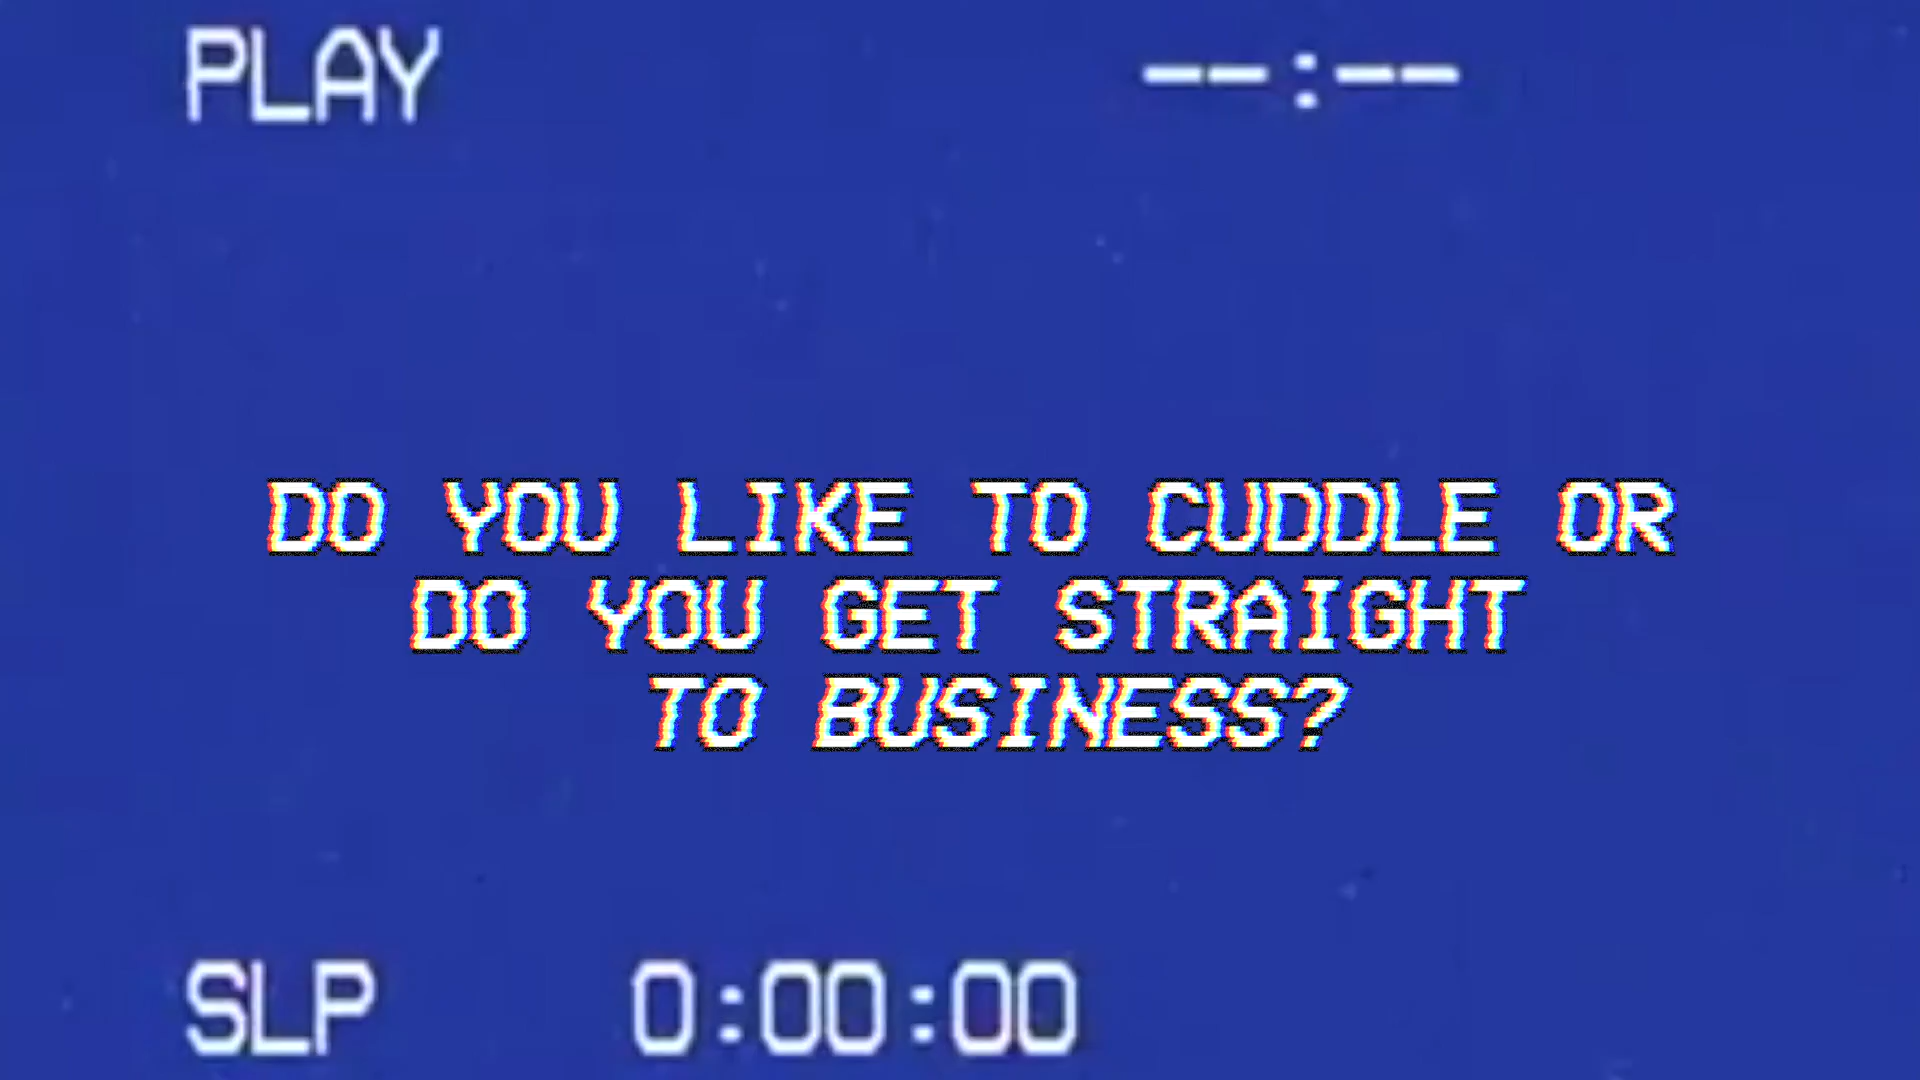 PLAY --:--
DO YOU LIKE TO CUDDLE OR
DO YOU GET STRAIGHT
TO BUSINESS?
SLP 0:00:00